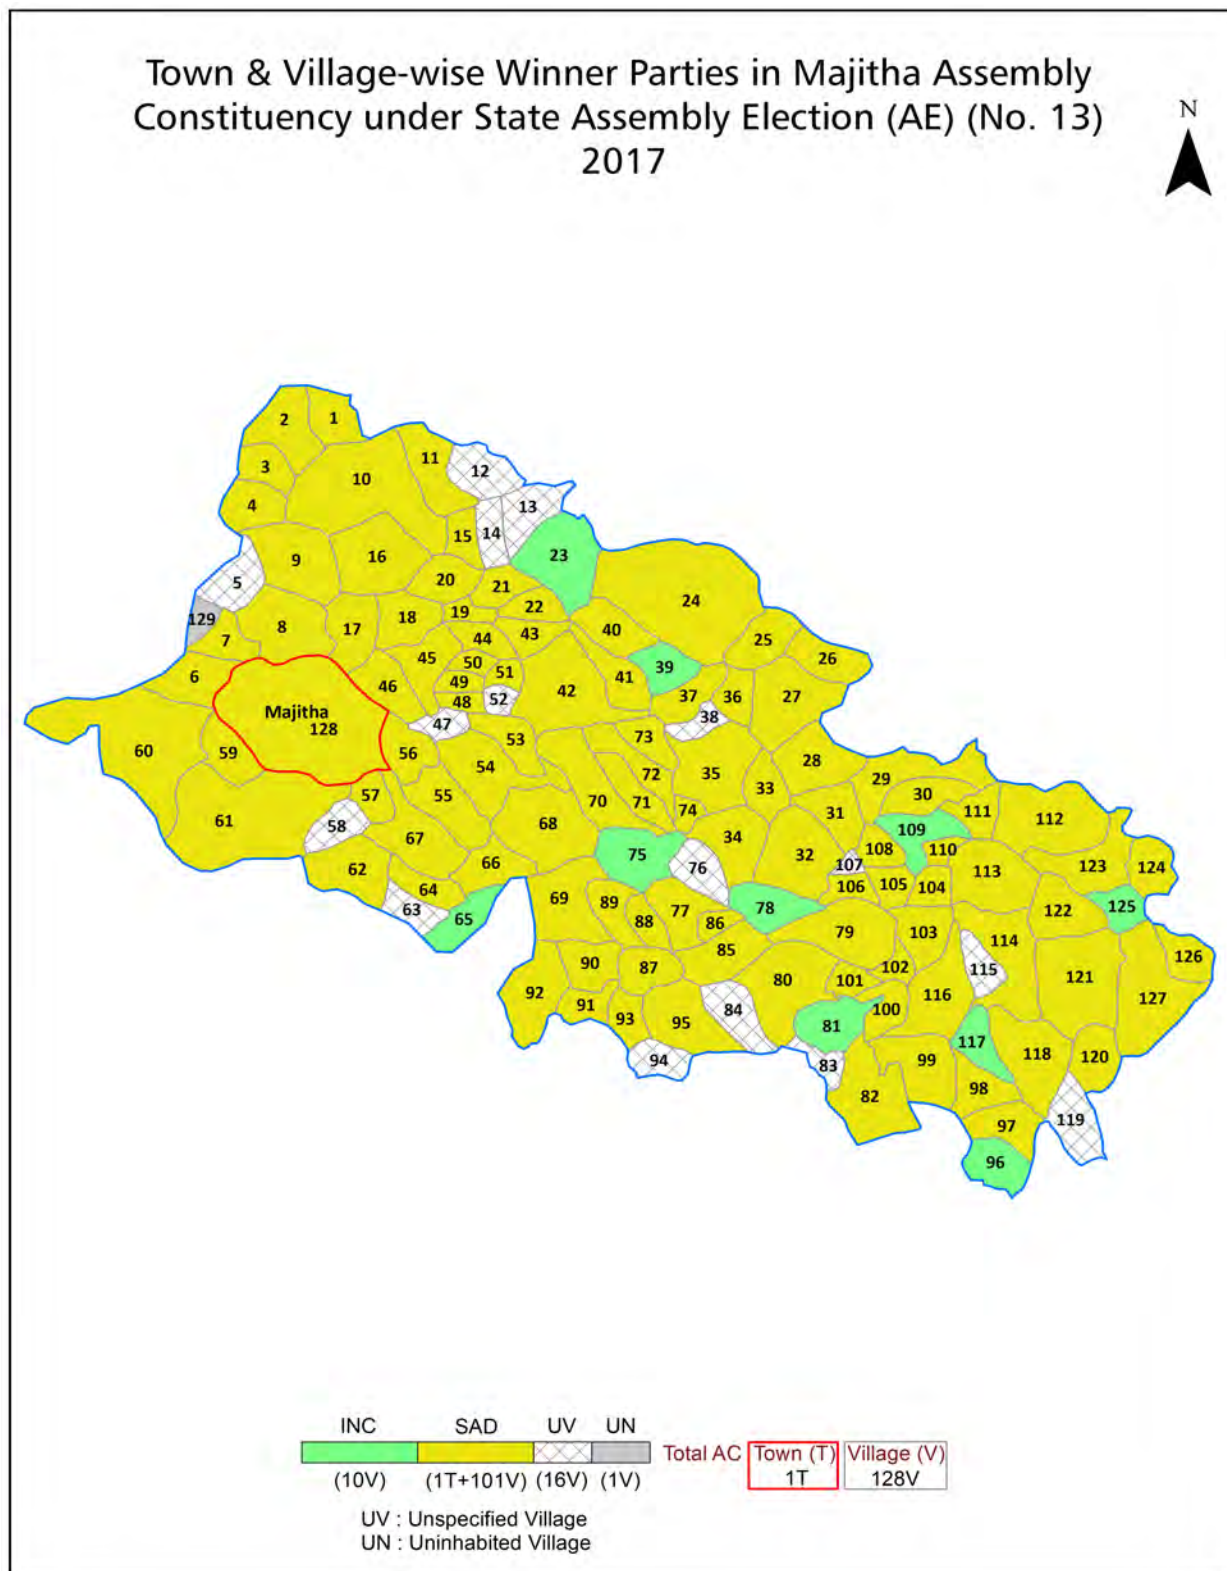 Town & Village-wise Winner Parties in Majitha Assembly
Constituency under State Assembly Election (AE) (No. 13)
2017
N
2 1
3 10 11 12
4 13
15 14
9 16 23
5 20 21
24
129 8 17 18 19 22
7 44 43 40 25
6 45 50 51 39 26
46 49 42 41 37 36 27
Majitha 48 52
128 47 38
60 59 56 53 73
54 72 35 28
57 55 70 71 33 29
61 58 68 74 31 30 111 112
67 34 109
62 66 75 76 32 108 110
64 107 113 123 124
63 65 69 89 77 78 106 105 104
88 86 122 125
79 103 114
90 87 85 102 115 126
92 80 101 121
91 93 95 84 100 116 127
81
94 83 99 117 118 120
82 98
97 119
96
INC SAD UV UN
Total AC Town (T) Village (V)
1T 128V
(10V) (1T+101V) (16V) (1V)
UV : Unspecified Village
UN : Uninhabited Village